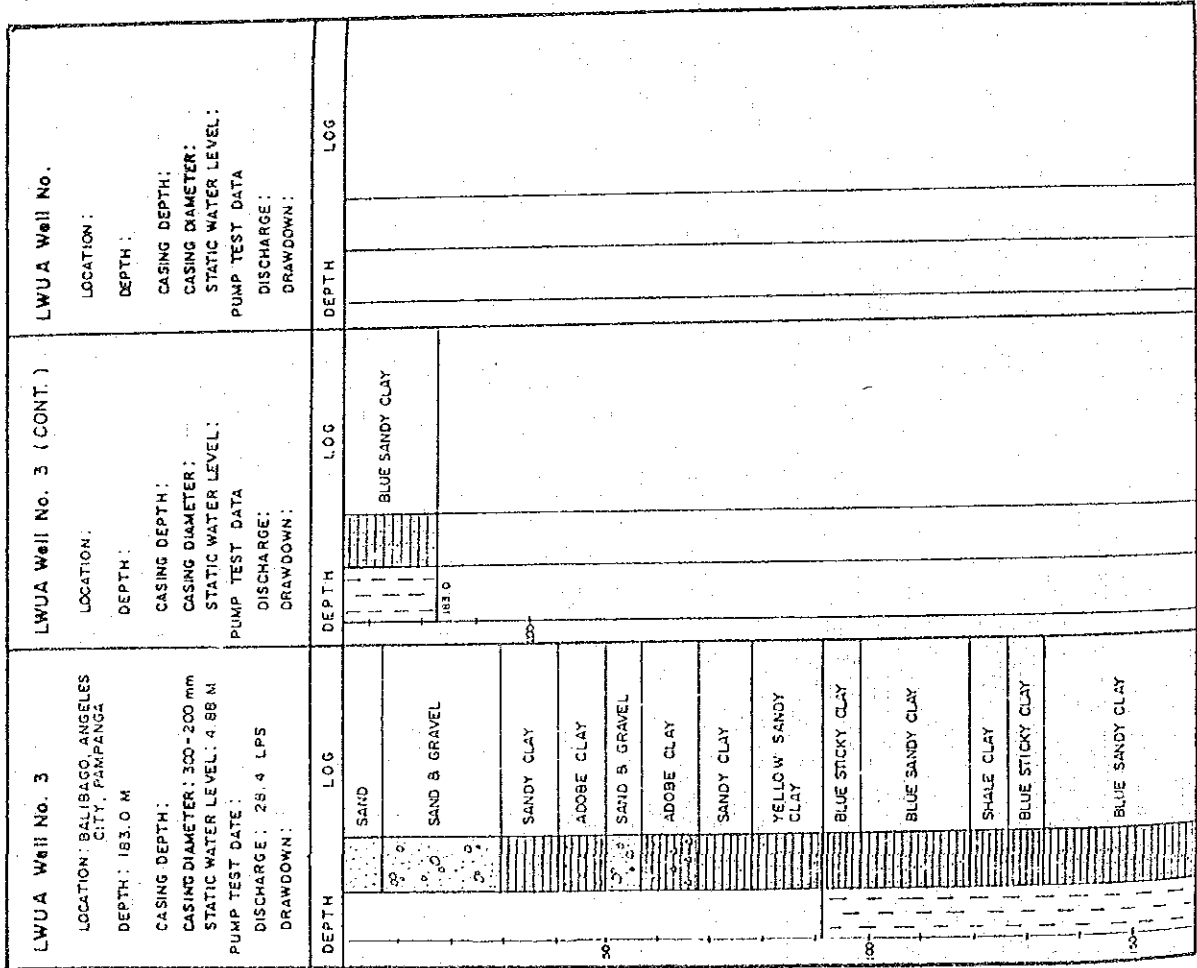 LWUA Well No. 3
LOCATION: BALIBAGO, ANGELES
CITY, PAMPANGA
DEPTH: 183.0 M
CASING DEPTH:
CASING DIAMETER: 300-200 mm
STATIC WATER LEVEL: 4.88 M
PUMP TEST DATE:
DISCHARGE: 28.4 LPS
DRAWDOWN:
DEPTH LOG
SAND
SAND & GRAVEL
SANDY CLAY
ADOBE CLAY
50
SAND & GRAVEL
ADOBE CLAY
SANDY CLAY
YELLOW SANDY
CLAY
BLUE STICKY CLAY
100
BLUE SANDY CLAY
SHALE CLAY
BLUE STICKY CLAY
BLUE SANDY CLAY
150
LWUA Well No. 3 (CONT.)
LOCATION:
DEPTH:
CASING DEPTH:
CASING DIAMETER:
STATIC WATER LEVEL:
PUMP TEST DATA
DISCHARGE:
DRAWDOWN:
DEPTH LOG
BLUE SANDY CLAY
183.0
200
LWUA Well No.
LOCATION:
DEPTH:
CASING DEPTH:
CASING DIAMETER:
STATIC WATER LEVEL:
PUMP TEST DATA
DISCHARGE:
DRAWDOWN:
DEPTH LOG